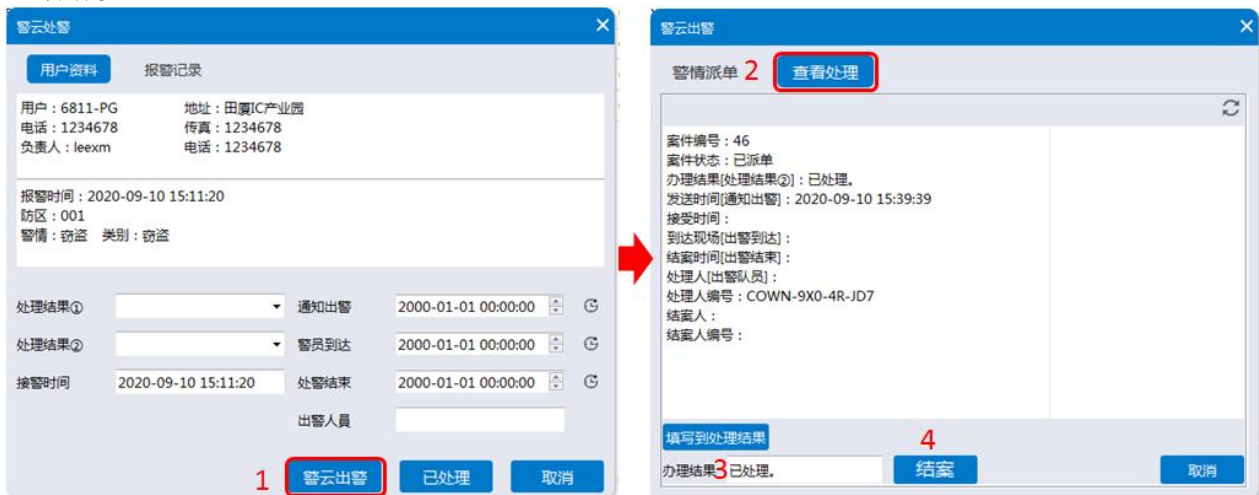 警云处警
用户资料 报警记录
用户：6811-PG 地址：田厦IC产业园
电话：1234678 传真：1234678
负责人：leexm 电话：1234678
报警时间：2020-09-10 15:11:20
防区：001
警情：窃盗 类别：窃盗
处理结果① 通知出警 2000-01-01 00:00:00
处理结果② 警员到达 2000-01-01 00:00:00
接警时间 2020-09-10 15:11:20 处警结束 2000-01-01 00:00:00
出警人员
1 警云出警 已处理 取消
警云出警
警情派单 2 查看处理
案件编号：46
案件状态：已派单
办理结果[处理结果②]：已处理。
发送时间[通知出警]：2020-09-10 15:39:39
接受时间：
到达现场[出警到达]：
结案时间[出警结束]：
处理人[出警队员]：
处理人编号：COWN-9X0-4R-JD7
结案人：
结案人编号：
填写到处理结果 4
办理结果 3 已处理。 结案 取消